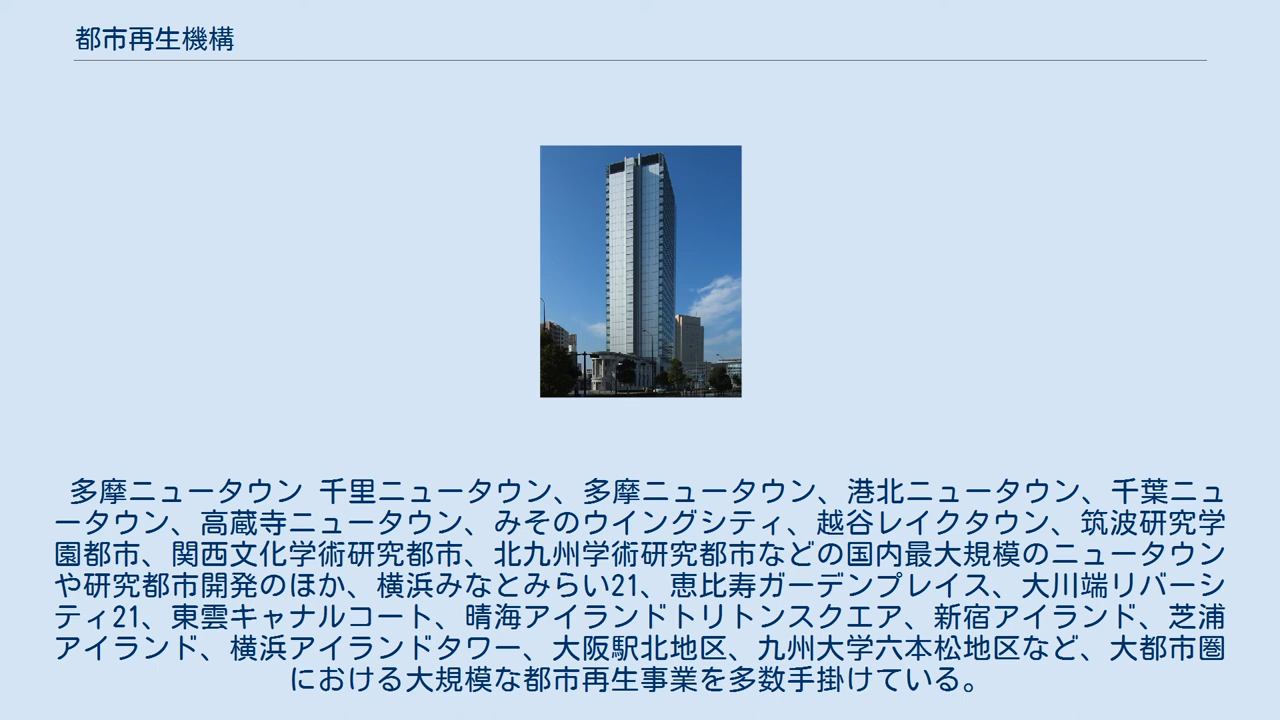 都市再生機構
多摩ニュータウン 千里ニュータウン、多摩ニュータウン、港北ニュータウン、千葉ニュ
ータウン、高蔵寺ニュータウン、みそのウイングシティ、越谷レイクタウン、筑波研究学
園都市、関西文化学術研究都市、北九州学術研究都市などの国内最大規模のニュータウン
や研究都市開発のほか、横浜みなとみらい21、恵比寿ガーデンプレイス、大川端リバーシ
ティ21、東雲キャナルコート、晴海アイランドトリトンスクエア、新宿アイランド、芝浦
アイランド、横浜アイランドタワー、大阪駅北地区、九州大学六本松地区など、大都市圏
における大規模な都市再生事業を多数手掛けている。